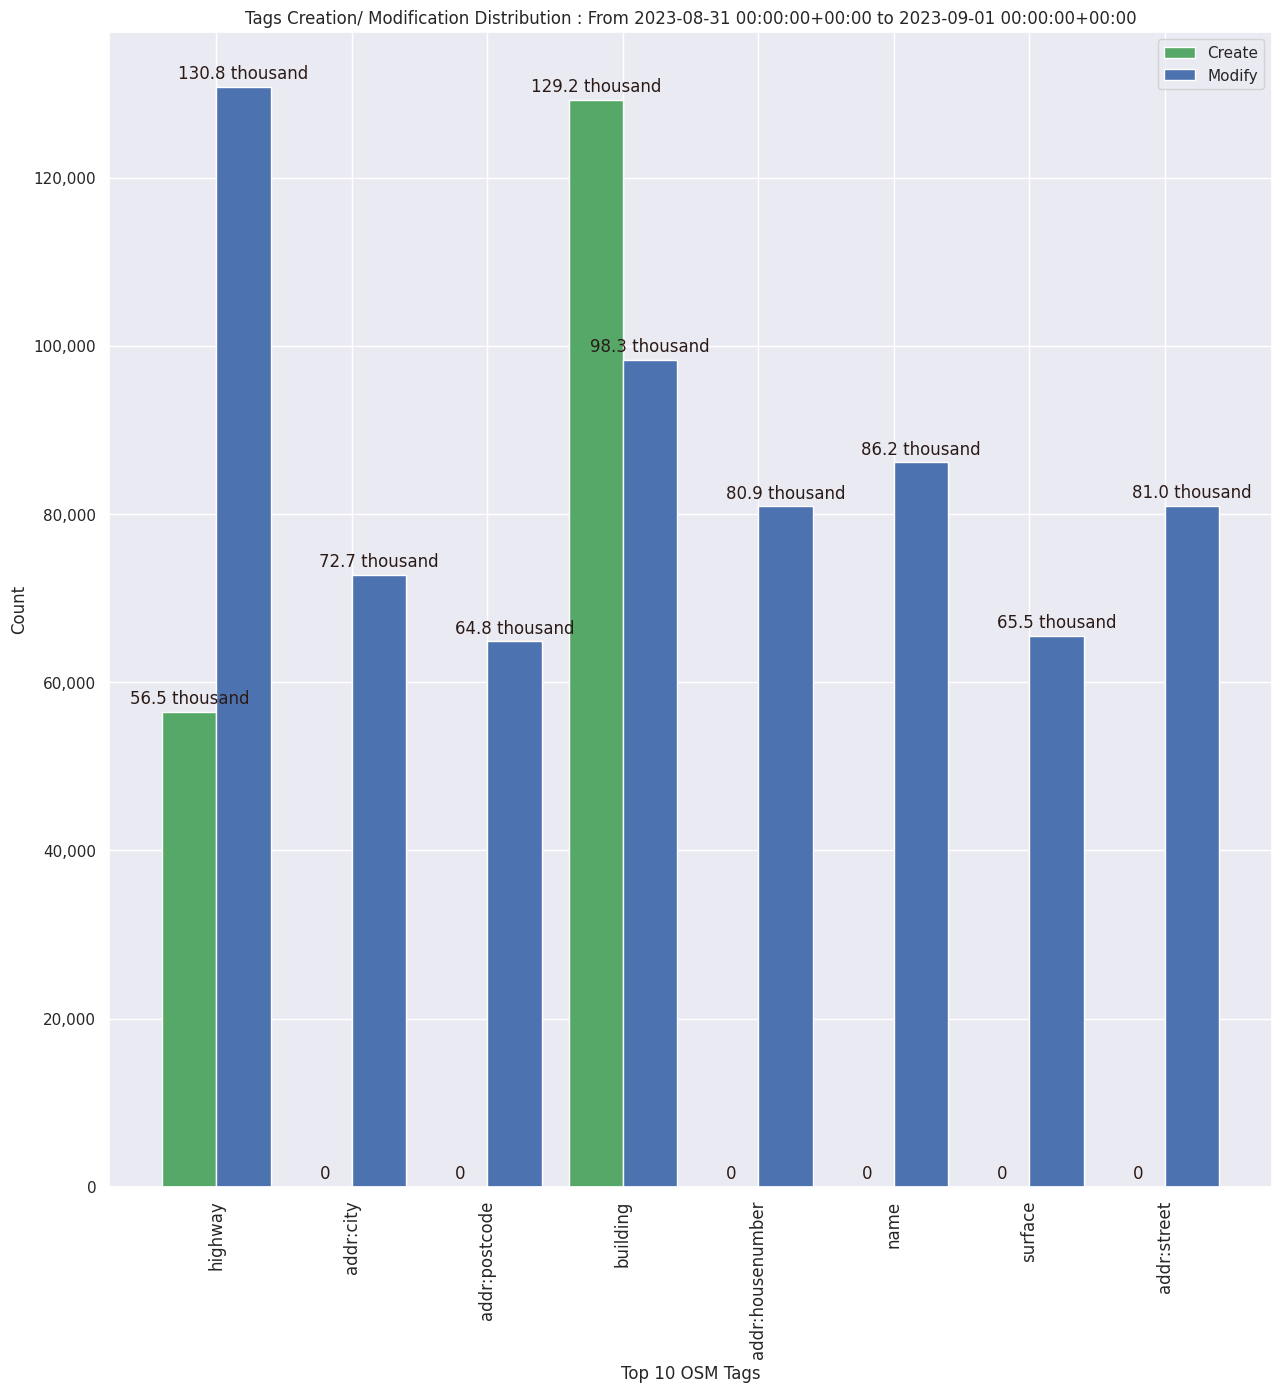 Tags Creation/ Modification Distribution : From 2023-08-31 00:00:00+00:00 to 2023-09-01 00:00:00+00:00
Create
Modify
130.8 thousand
129.2 thousand
120,000
98.3 thousand
100,000
86.2 thousand
80.9 thousand
81.0 thousand
80,000
72.7 thousand
64.8 thousand
65.5 thousand
56.5 thousand
60,000
Count
40,000
20,000
0 0 0 0 0 0
0
highway
addr:city
addr:postcode
building
addr:housenumber
name
surface
addr:street
Top 10 OSM Tags